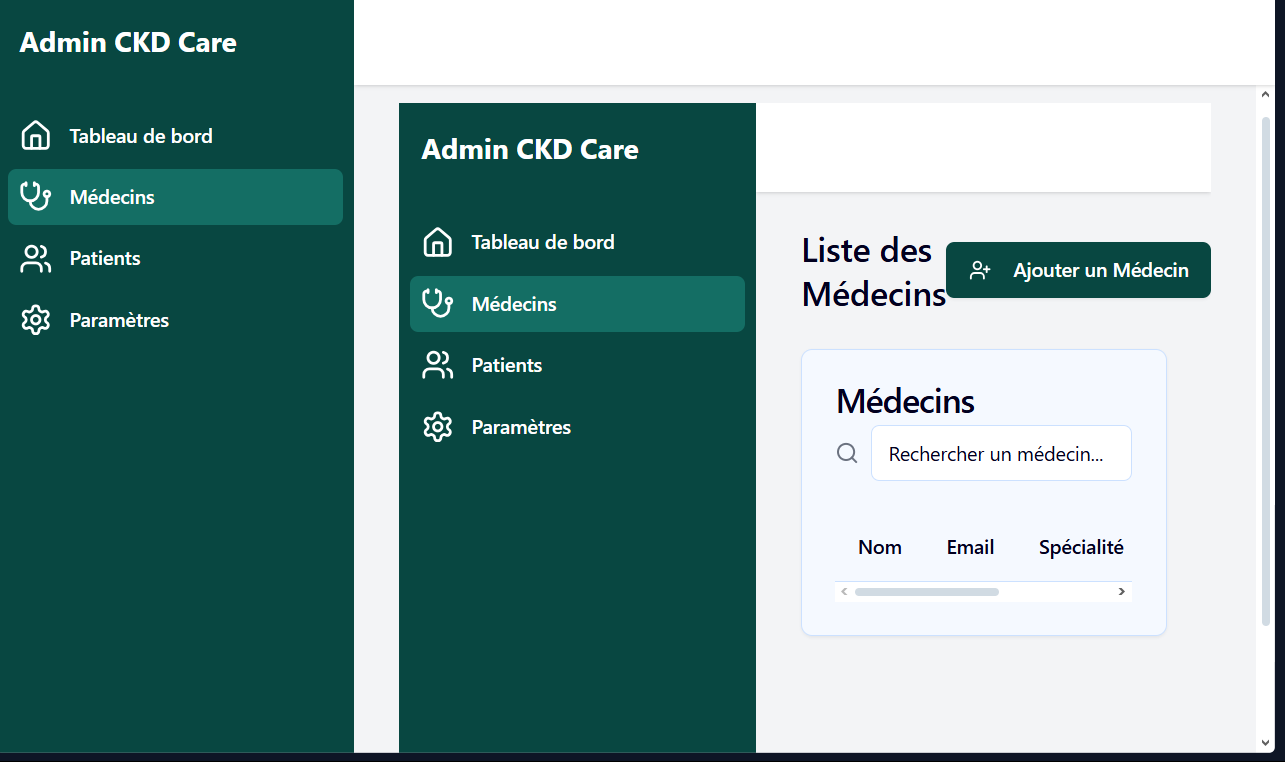 Admin CKD Care
Tableau de bord
Médecins
Patients
Paramètres
Admin CKD Care
Tableau de bord
Médecins
Patients
Paramètres
Liste des
Médecins
Ajouter un Médecin
Médecins
Rechercher un médecin...
Nom Email Spécialité